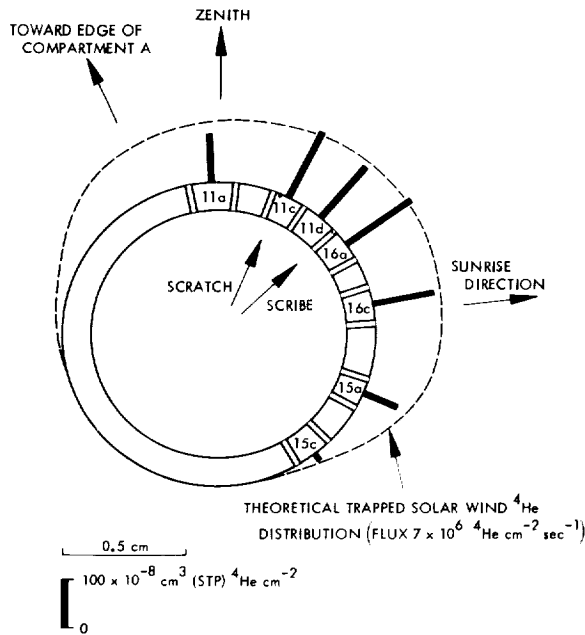 ZENITH
TOWARD EDGE OF
COMPARTMENT A
11a
11c
11d
16a
SUNRISE
DIRECTION
SCRATCH
SCRIBE
16c
15a
15c
THEORETICAL TRAPPED SOLAR WIND ⁴He
DISTRIBUTION (FLUX 7 x 10⁶ ⁴He cm⁻² sec⁻¹)
0.5 cm
100 x 10⁻⁸ cm³ (STP) ⁴He cm⁻²
0